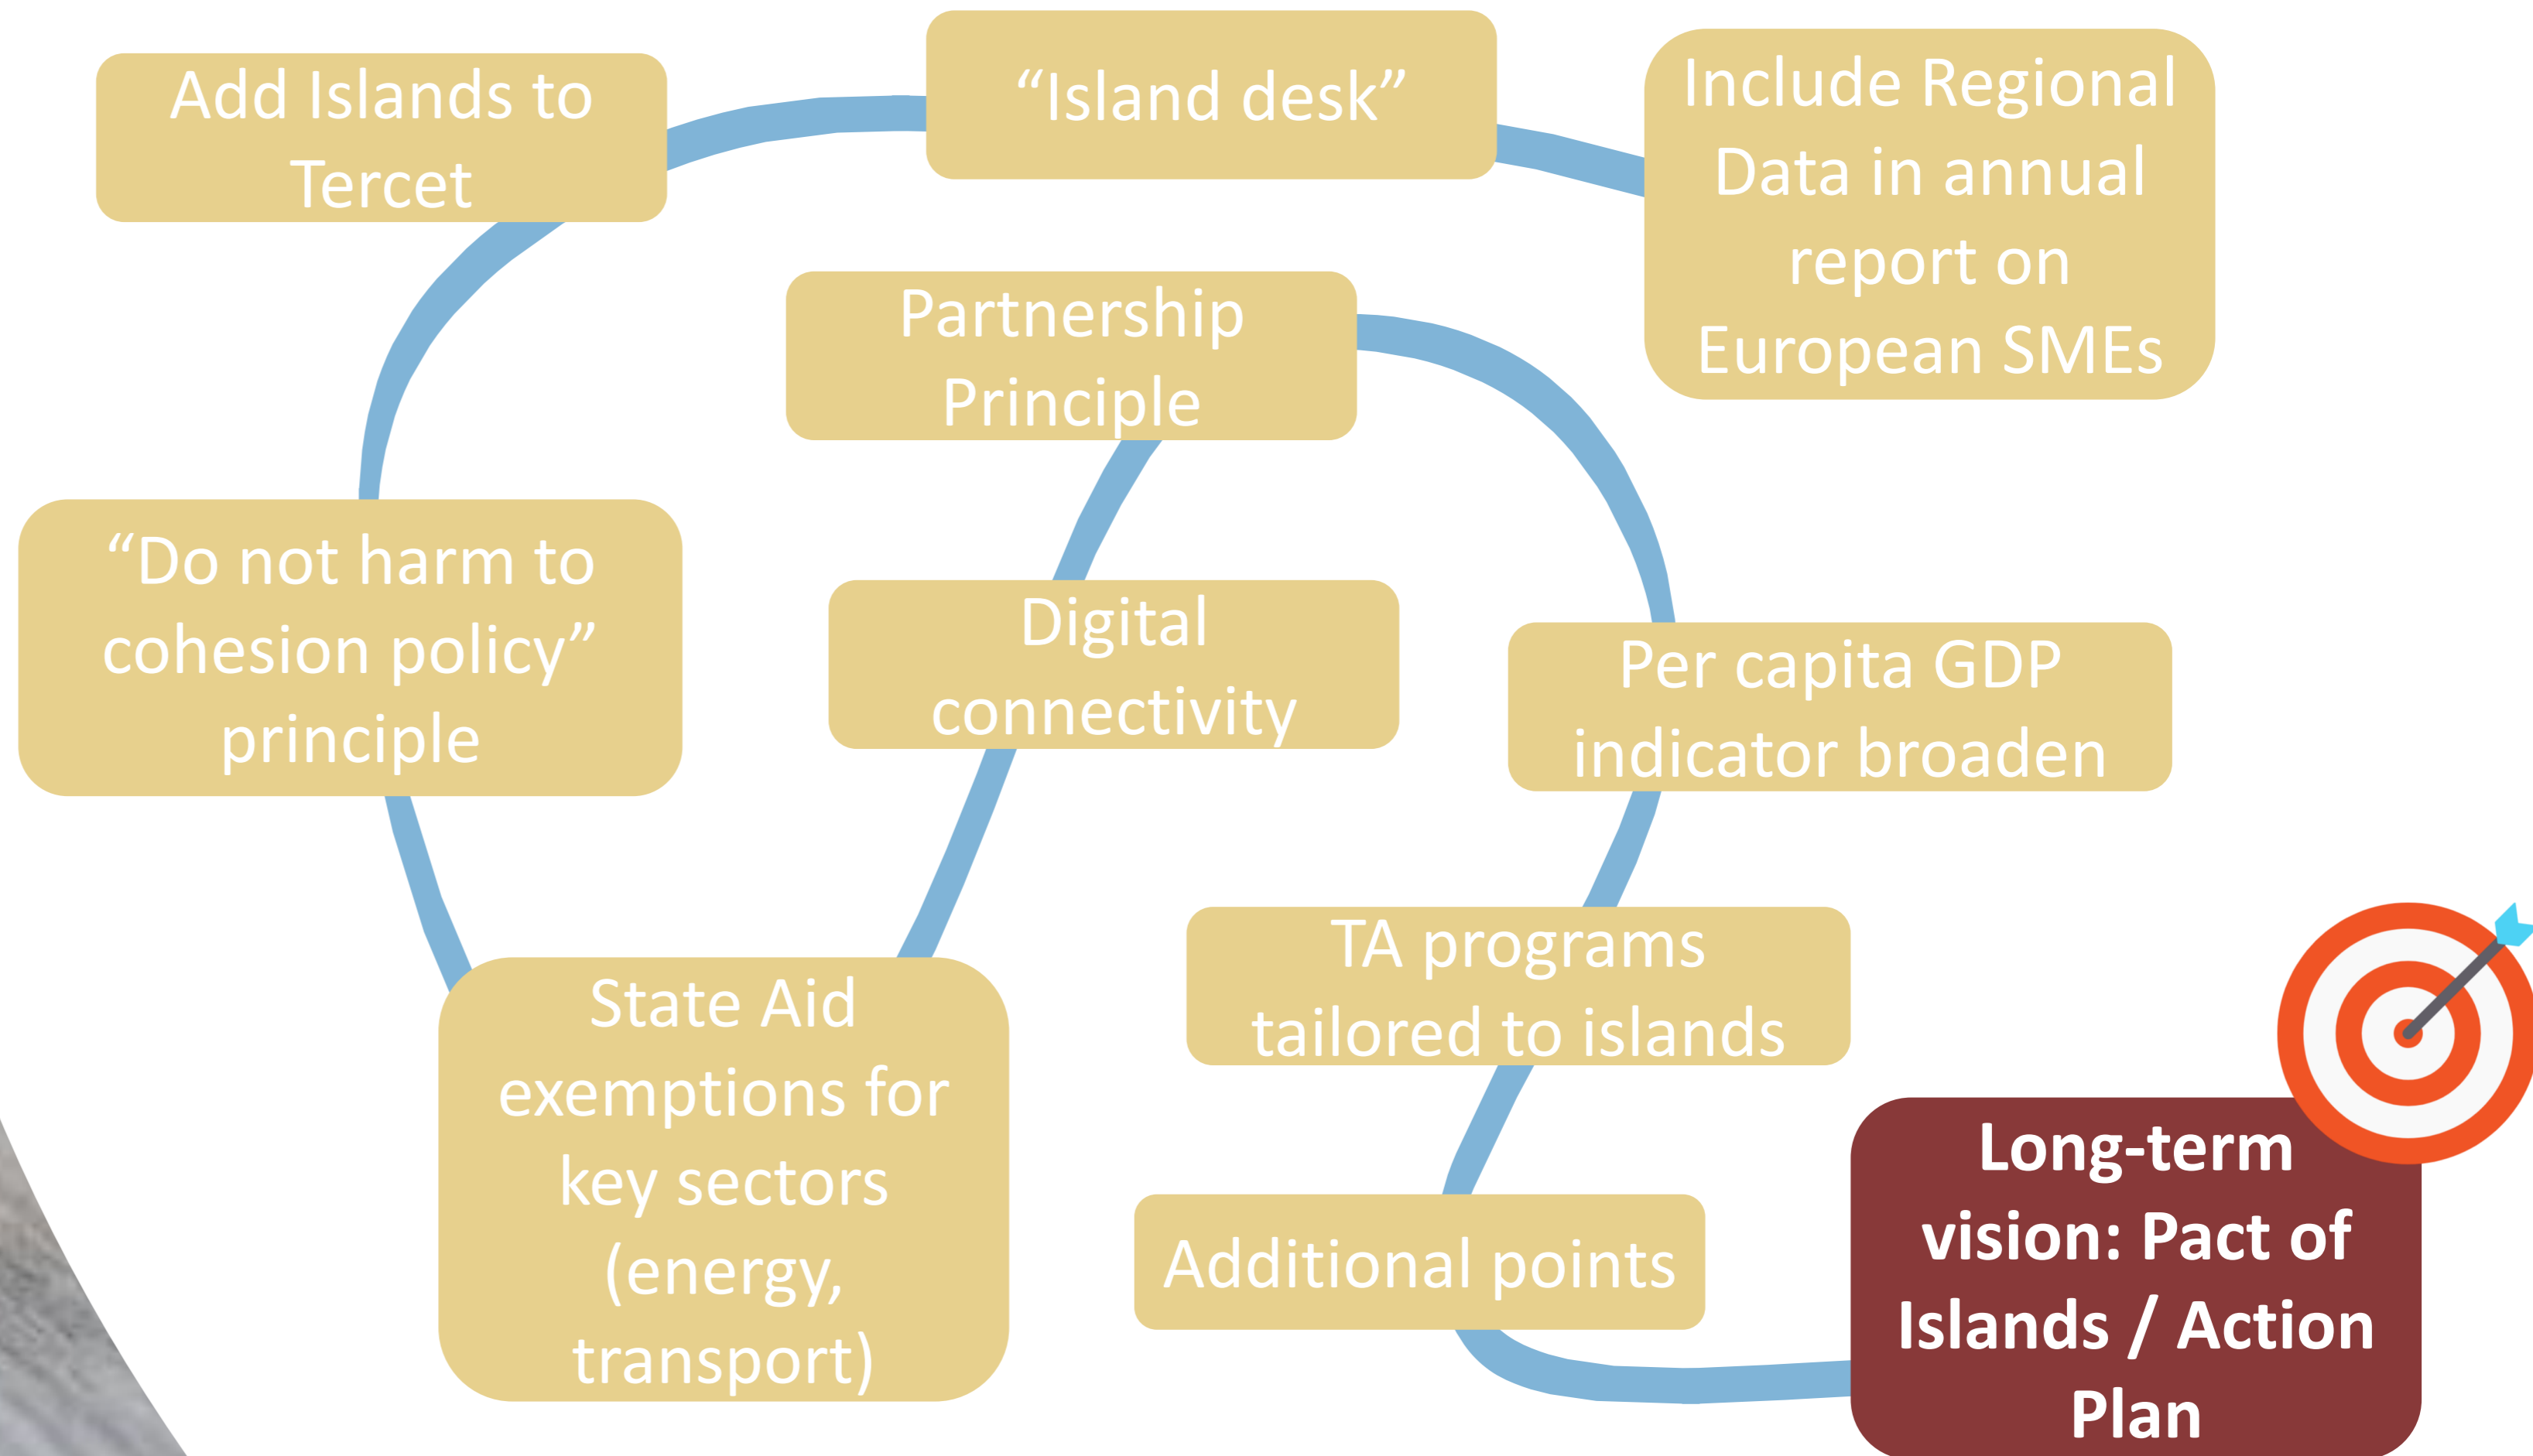 Add Islands to
Tercet
“Island desk”
Include Regional
Data in annual
report on
European SMEs
Partnership
Principle
“Do not harm to
cohesion policy”
principle
Digital
connectivity
Per capita GDP
indicator broaden
State Aid
exemptions for
key sectors
(energy,
transport)
TA programs
tailored to islands
Additional points
Long-term
vision: Pact of
Islands / Action
Plan